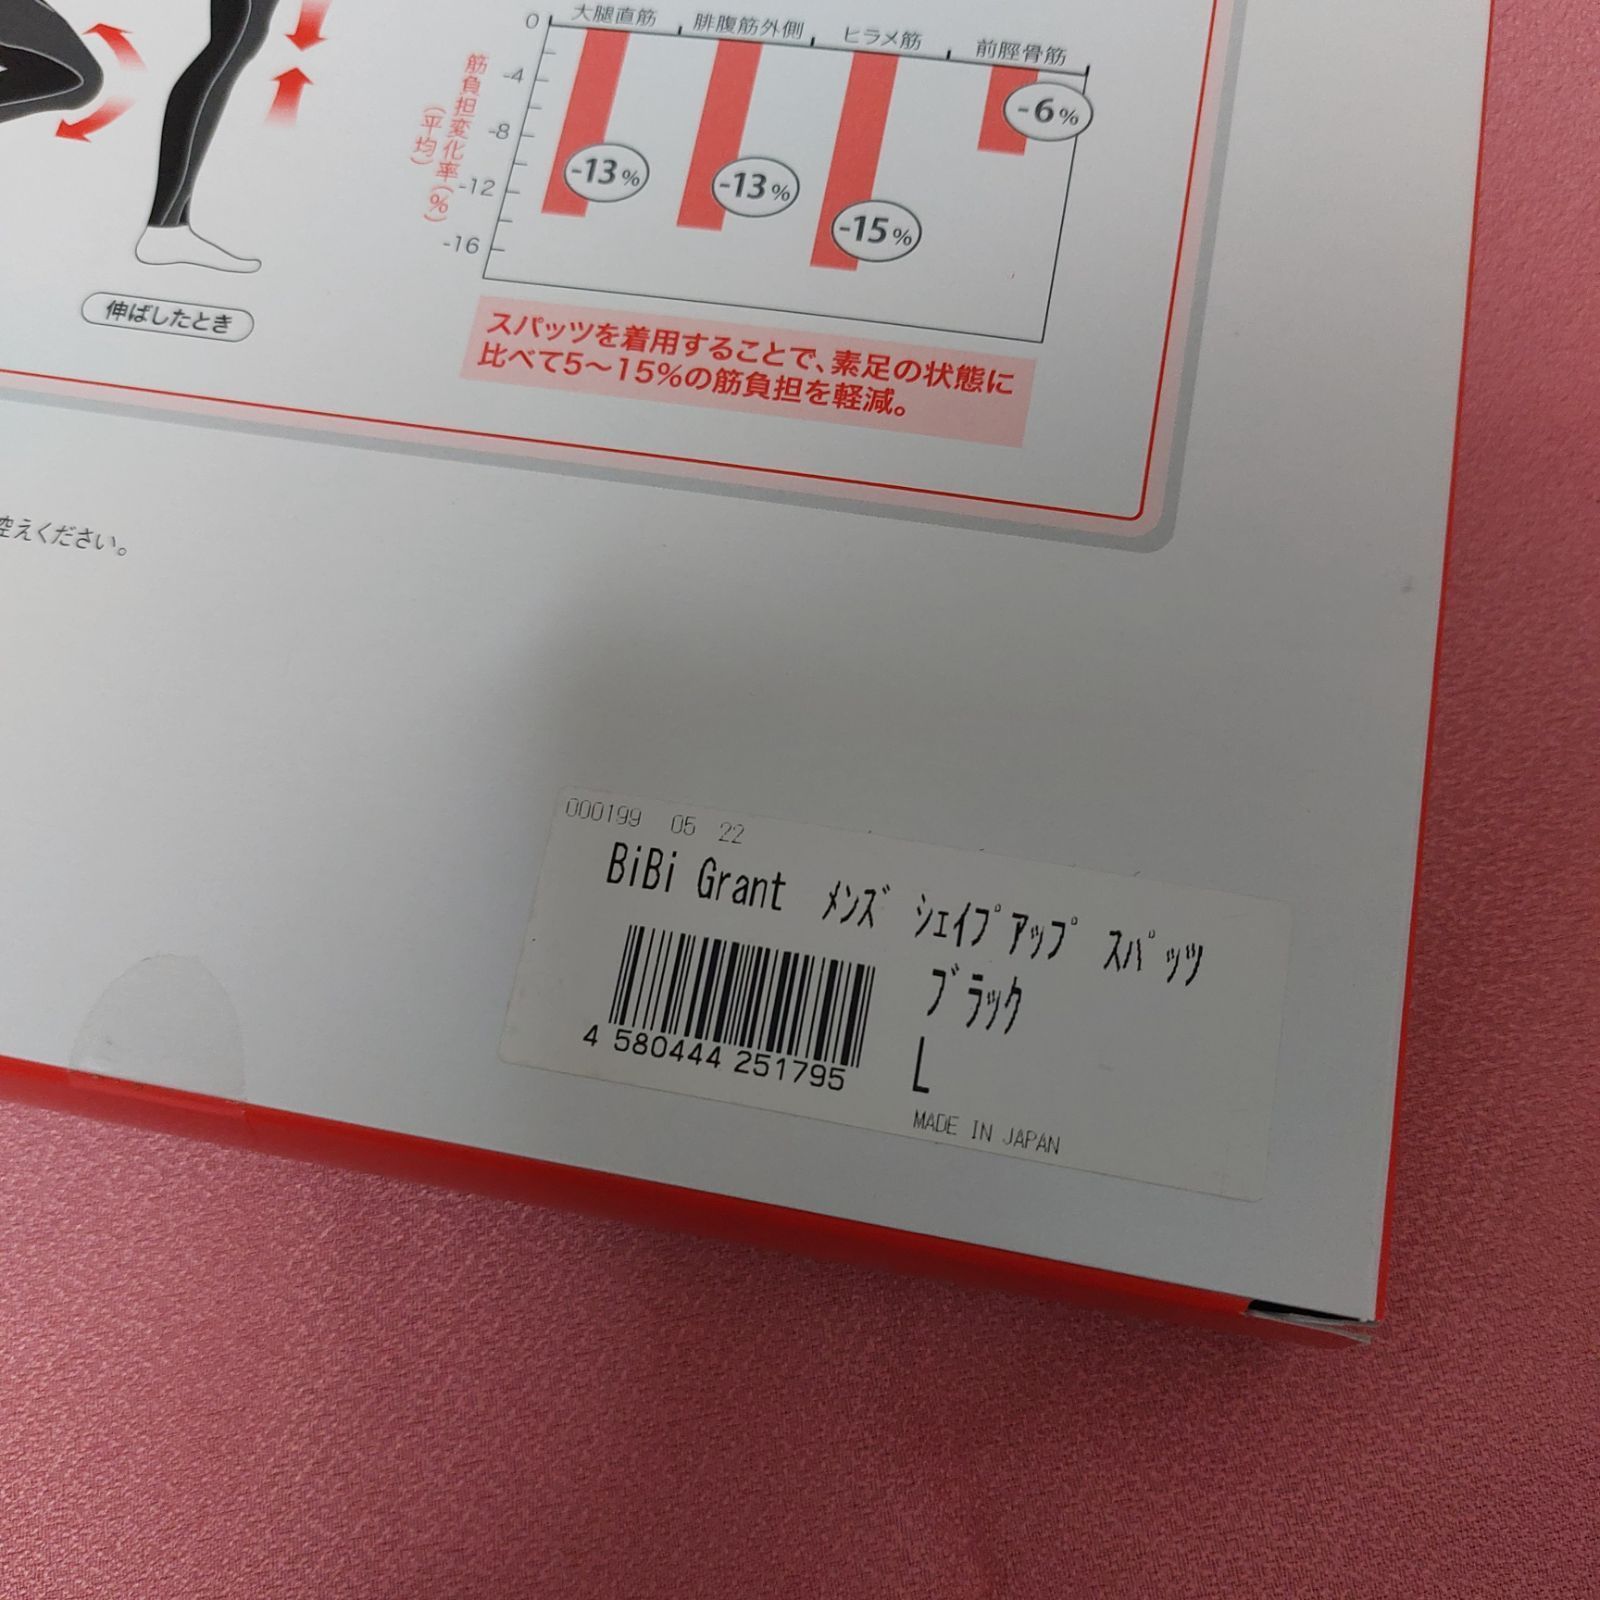 0
大腿直筋
腓腹筋外側
ヒラメ筋
前脛骨筋
筋負担変化率(%)
(平均)
-4
-8
-12
-16
-13%
-13%
-15%
-6%
伸ばしたとき
スパッツを着用することで、素足の状態に
比べて5〜15%の筋負担を軽減。
控えください。
000199 05 22
BiBi Grant ﾒﾝｽﾞ ｼｪｲﾌﾟｱｯﾌﾟ ｽﾊﾟｯﾂ
ﾌﾞﾗｯｸ
4 580444 251795
L
MADE IN JAPAN